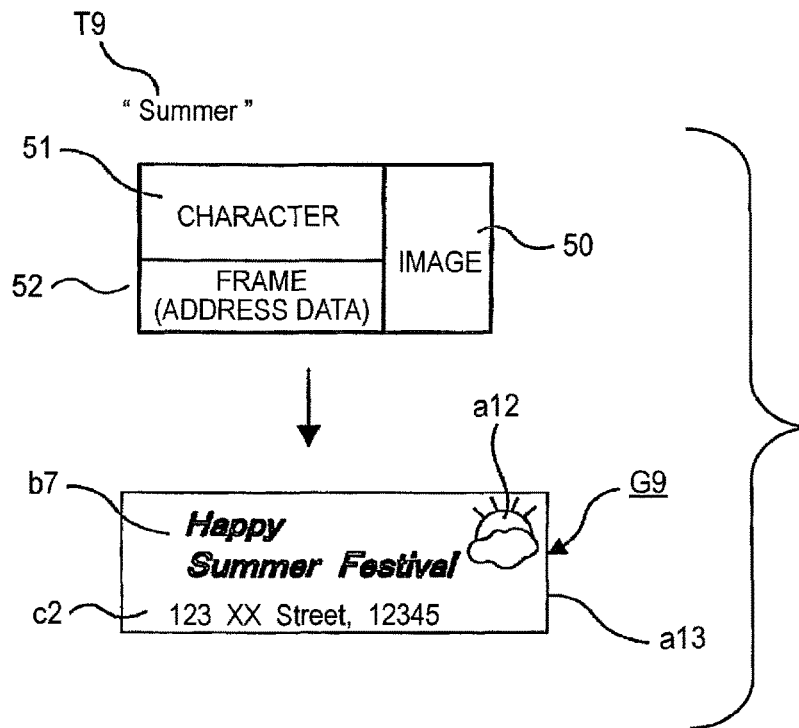 T9
“ Summer ”
51
CHARACTER
IMAGE
50
52
FRAME
(ADDRESS DATA)
a12
b7
G9
Happy
Summer Festival
c2
123 XX Street, 12345
a13